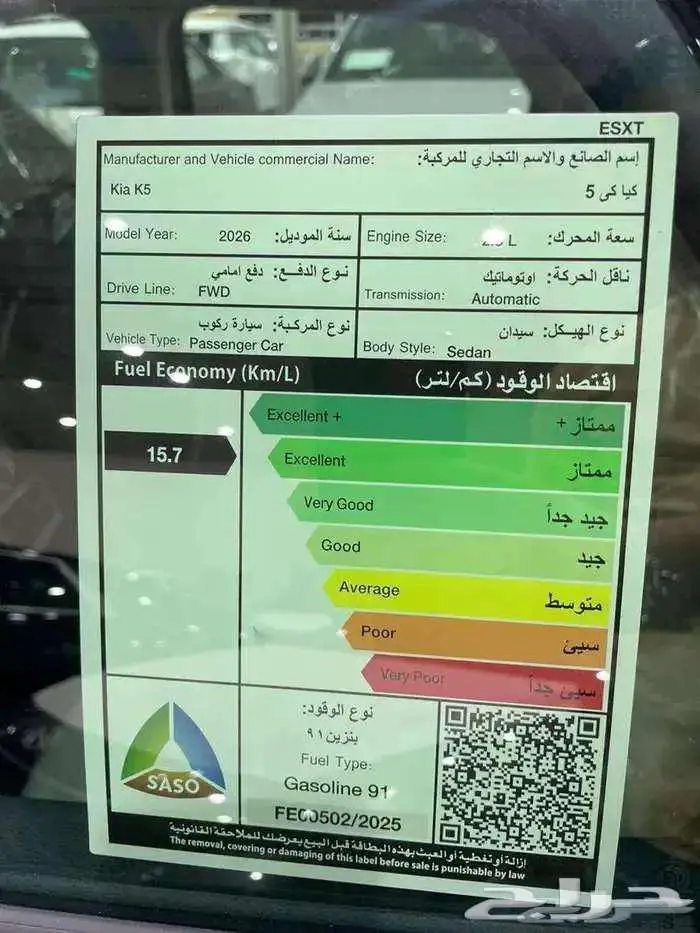 ESXT
Manufacturer and Vehicle commercial Name: إسم الصانع والاسم التجاري للمركبة:
Kia K5 كيا كى 5
Model Year: 2026 سنة الموديل: Engine Size: L سعة المحرك:
Drive Line: FWD نوع الدفع: دفع امامي Transmission: Automatic ناقل الحركة: اوتوماتيك
Vehicle Type: Passenger Car نوع المركبة: سيارة ركوب Body Style: Sedan نوع الهيكل: سيدان
Fuel Economy (Km/L) اقتصاد الوقود (كم/لتر)
Excellent + ممتاز +
15.7
Excellent ممتاز
Very Good جيد جداً
Good جيد
Average متوسط
Poor سيئ
Very Poor سيئ جداً
نوع الوقود:
بنزين ٩١
Fuel Type:
Gasoline 91
SASO
FE00502/2025
إزالة أو تغطية أو العبث بهذه البطاقة قبل البيع يعرضك للملاحقة القانونية
The removal, covering or damaging of this label before sale is punishable by law
حراج